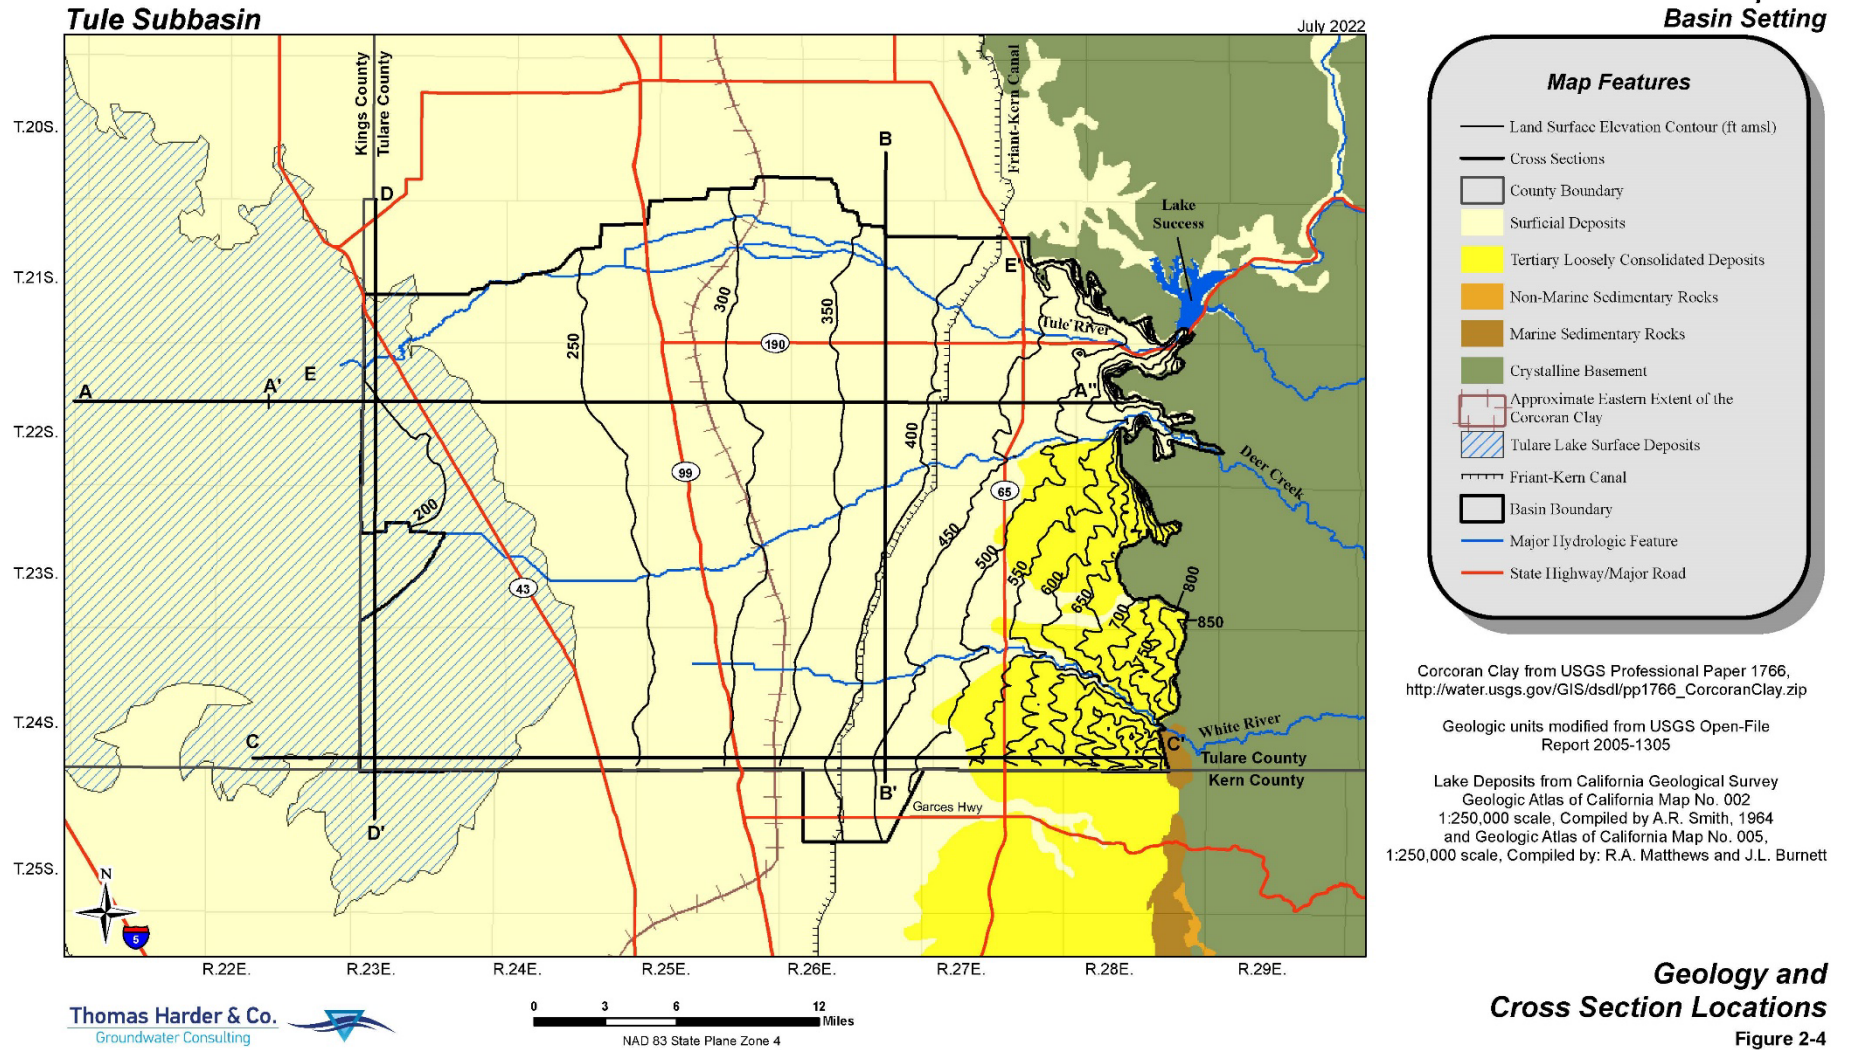 Tule Subbasin
July 2022
Basin Setting
Map Features
Land Surface Elevation Contour (ft amsl)
Cross Sections
County Boundary
Surficial Deposits
Tertiary Loosely Consolidated Deposits
Non-Marine Sedimentary Rocks
Marine Sedimentary Rocks
Crystalline Basement
Approximate Eastern Extent of the
Corcoran Clay
Tulare Lake Surface Deposits
Friant-Kern Canal
Basin Boundary
Major Hydrologic Feature
State Highway/Major Road
Corcoran Clay from USGS Professional Paper 1766,
http://water.usgs.gov/GIS/dsdl/pp1766_CorcoranClay.zip
Geologic units modified from USGS Open-File
Report 2005-1305
Lake Deposits from California Geological Survey
Geologic Atlas of California Map No. 002
1:250,000 scale, Compiled by A.R. Smith, 1964
and Geologic Atlas of California Map No. 005,
1:250,000 scale, Compiled by: R.A. Matthews and J.L. Burnett
Geology and
Cross Section Locations
Figure 2-4
T.20S.
T.21S.
T.22S.
T.23S.
T.24S.
T.25S.
R.22E.
R.23E.
R.24E.
R.25E.
R.26E.
R.27E.
R.28E.
R.29E.
Kings County
Tulare County
Friant-Kern Canal
D
B
Lake
Success
E'
Tule River
300
350
250
190
E
A
A'
A"
400
99
65
Deer Creek
200
450
500
550
600
650
700
750
800
850
43
White River
C
C'
Tulare County
Kern County
B'
Garces Hwy
D'
N
5
0
3
6
12
Miles
NAD 83 State Plane Zone 4
Thomas Harder & Co.
Groundwater Consulting